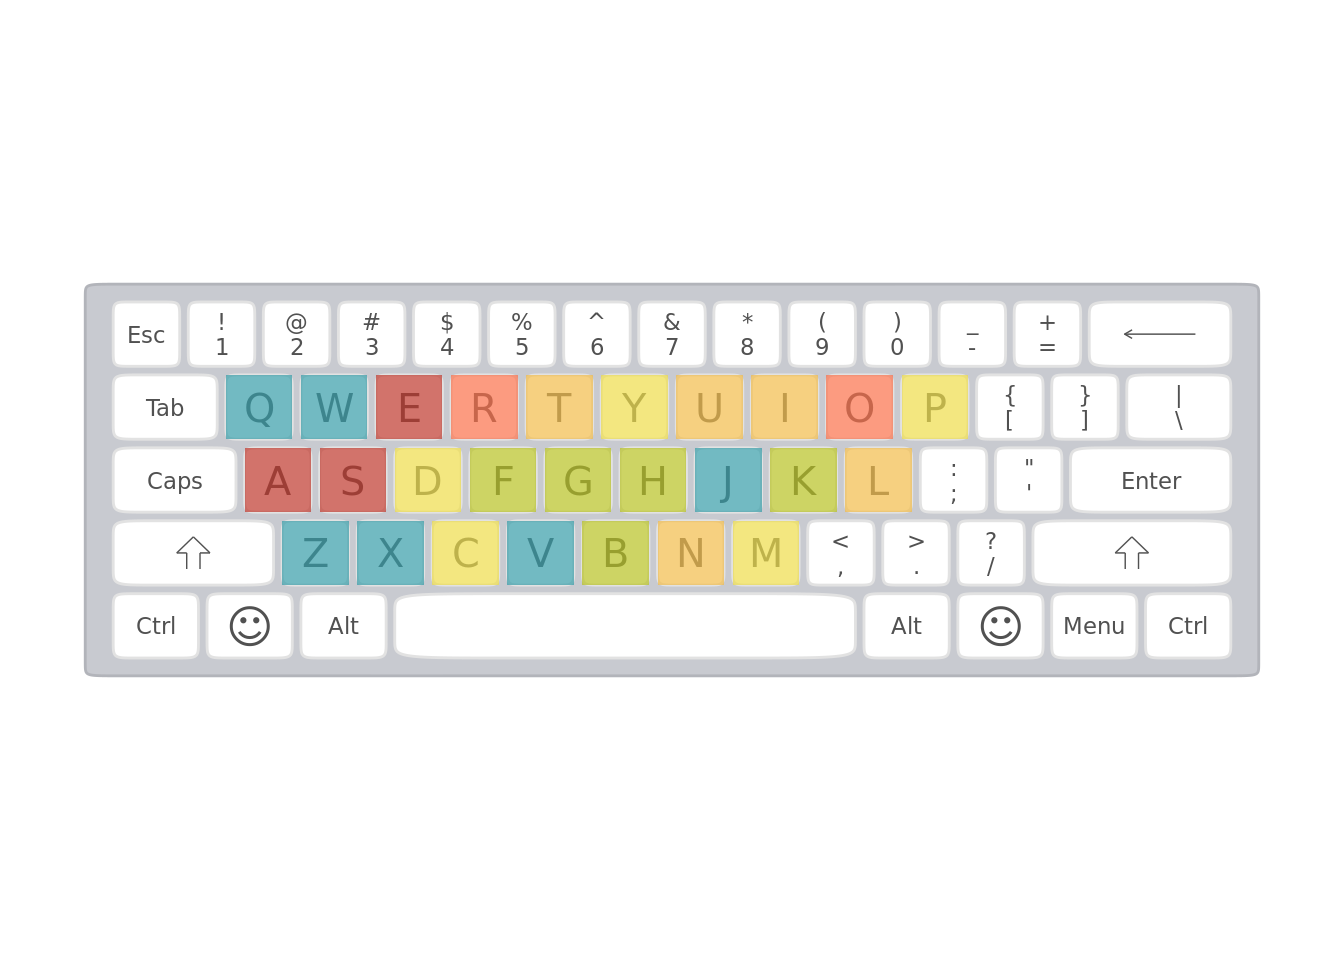 Esc ! @ # $ % ^ & * ( ) _ +
1 2 3 4 5 6 7 8 9 0 - =
Tab Q W E R T Y U I O P { } |
[ ] \
Caps A S D F G H J K L : " Enter
; '
Z X C V B N M < > ?
, . /
Ctrl Alt Alt Menu Ctrl